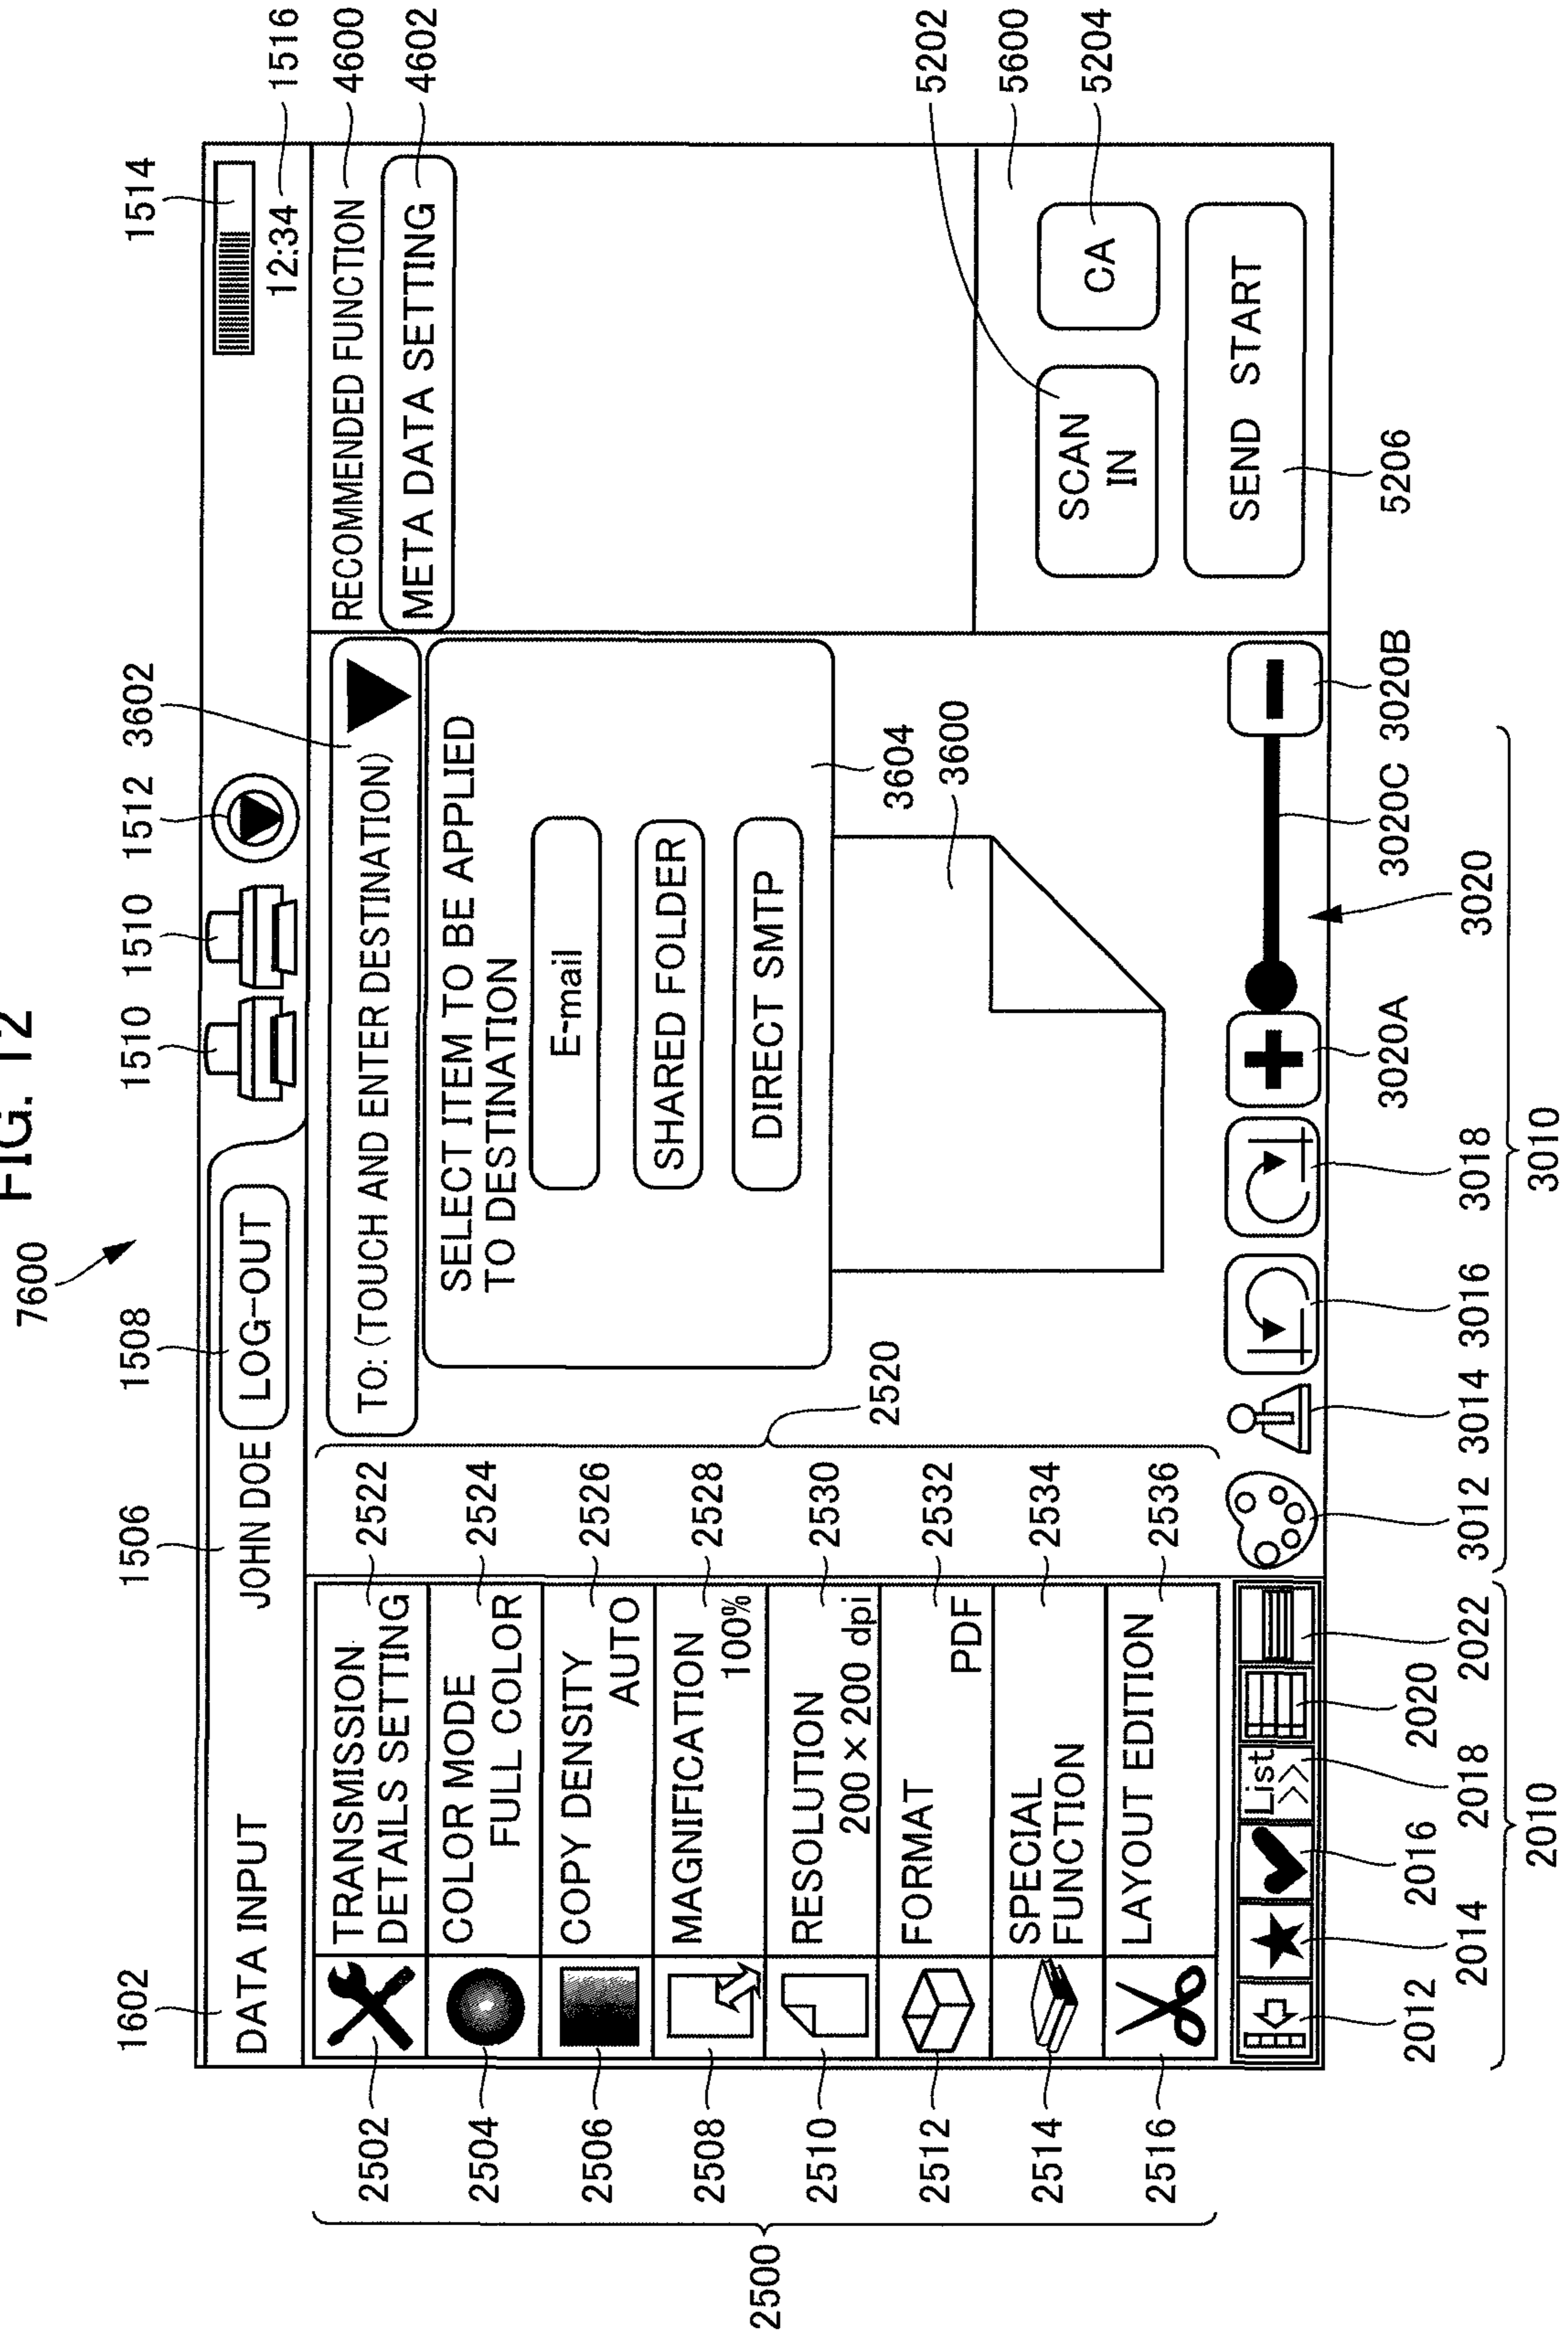 FIG. 12
7600
1602
1506
1508
1510
1510
1512
3602
1514
DATA INPUT
JOHN DOE
LOG-OUT
12:34
1516
2502
TRANSMISSION
DETAILS SETTING
2522
TO: (TOUCH AND ENTER DESTINATION)
RECOMMENDED FUNCTION
4600
META DATA SETTING
4602
2504
COLOR MODE
FULL COLOR
2524
SELECT ITEM TO BE APPLIED
TO DESTINATION
2506
COPY DENSITY
AUTO
2526
E-mail
2508
MAGNIFICATION
100%
2528
SHARED FOLDER
2500
2510
RESOLUTION
200 × 200 dpi
2530
DIRECT SMTP
2520
3604
3600
2512
FORMAT
PDF
2532
5202
2514
SPECIAL
FUNCTION
2534
5600
SCAN
IN
CA
5204
2516
LAYOUT EDITION
2536
SEND START
List
5206
2012
2014
2016
2018
2020
2022
3012
3014
3016
3018
3020A
3020C
3020B
3020
2010
3010